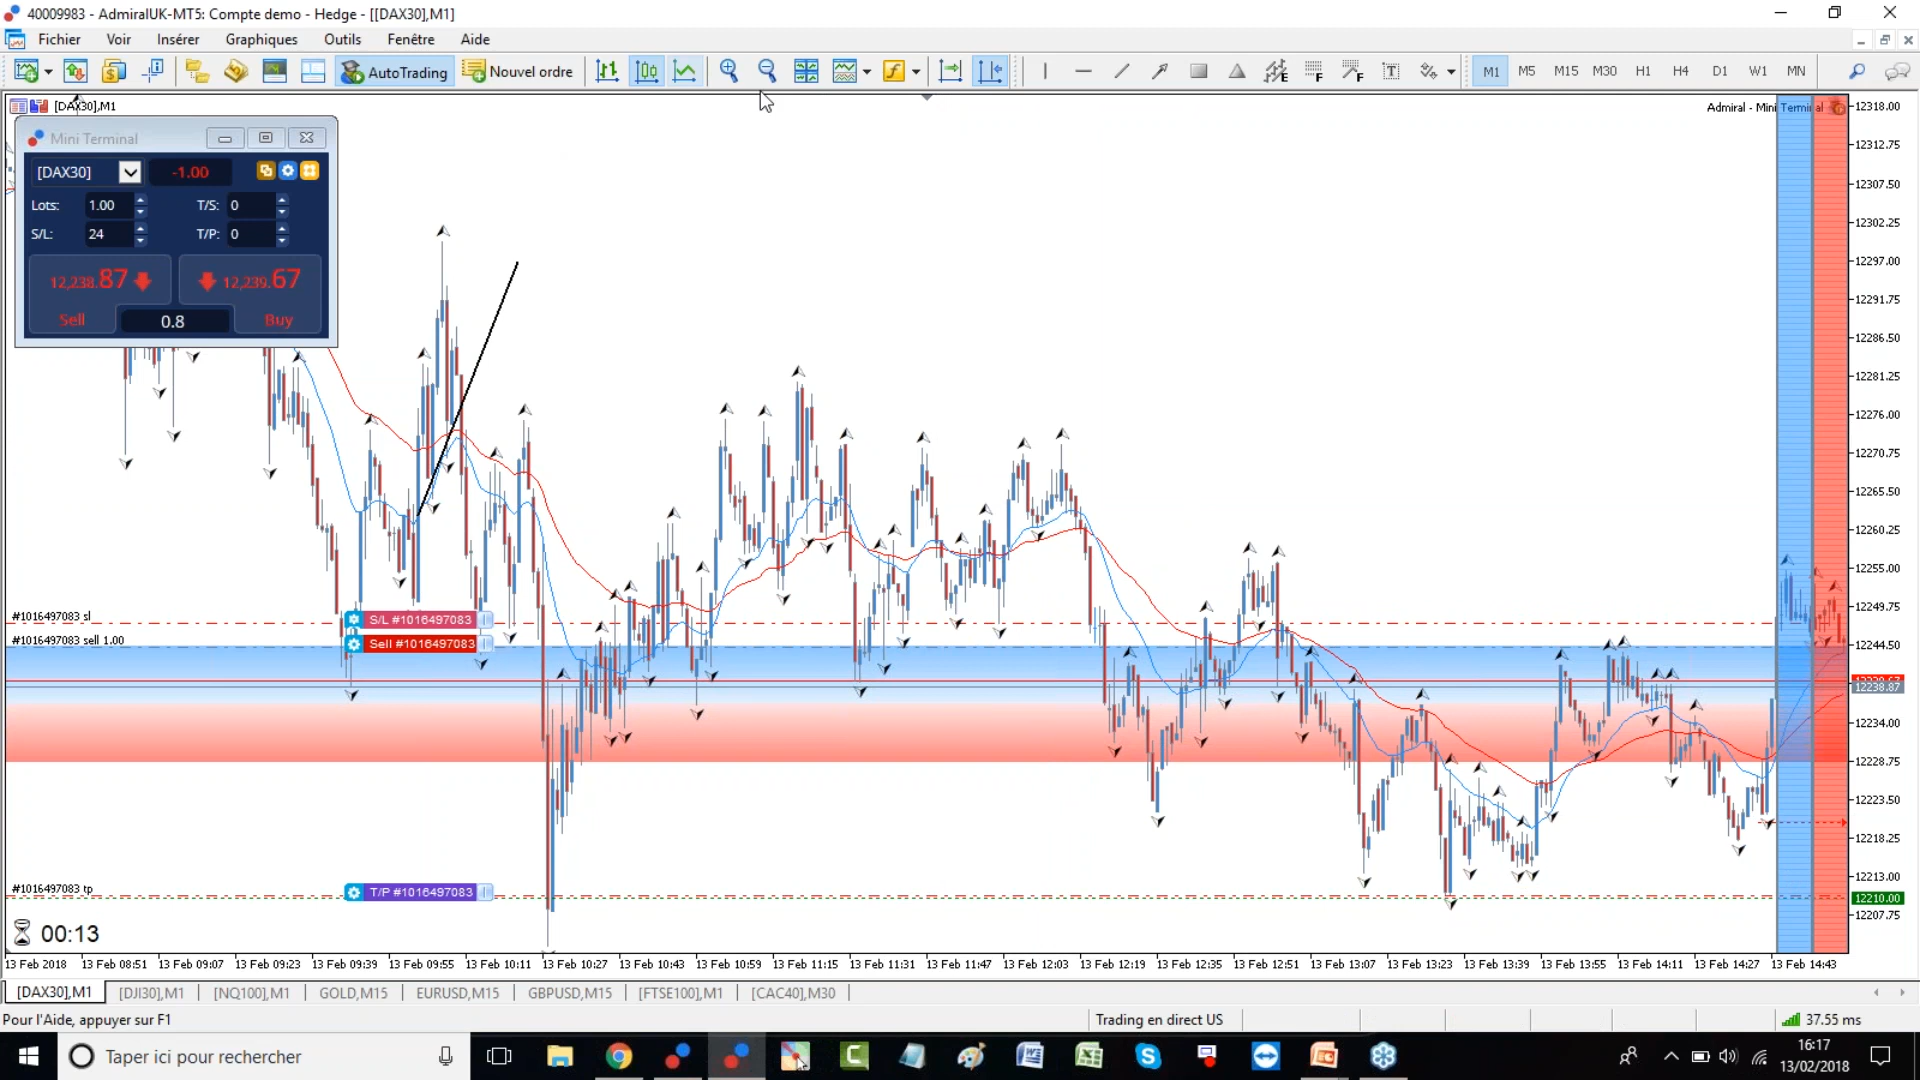 40009983 - AdmiralUK-MT5: Compte demo - Hedge - [[DAX30],M1]
Fichier Voir Insérer Graphiques Outils Fenêtre Aide
AutoTrading Nouvel ordre M1 M5 M15 M30 H1 H4 D1 W1 MN
[DAX30],M1
Admiral - Mini Terminal
Mini Terminal
[DAX30] -1.00
Lots: 1.00 T/S: 0
S/L: 24 T/P: 0
12,238.87 12,239.67
Sell 0.8 Buy
12318.00
12312.75
12307.50
12302.25
12297.00
12291.75
12286.50
12281.25
12276.00
12270.75
12265.50
12260.25
12255.00
12249.75
12244.50
12238.87
12234.00
12228.75
12223.50
12218.25
12213.00
12210.00
12207.75
#1016497083 sl
S/L #1016497083
#1016497083 sell 1.00
Sell #1016497083
#1016497083 tp
T/P #1016497083
00:13
13 Feb 2018 13 Feb 08:51 13 Feb 09:07 13 Feb 09:23 13 Feb 09:39 13 Feb 09:55 13 Feb 10:11 13 Feb 10:27 13 Feb 10:43 13 Feb 10:59 13 Feb 11:15 13 Feb 11:31 13 Feb 11:47 13 Feb 12:03 13 Feb 12:19 13 Feb 12:35 13 Feb 12:51 13 Feb 13:07 13 Feb 13:23 13 Feb 13:39 13 Feb 13:55 13 Feb 14:11 13 Feb 14:27 13 Feb 14:43
[DAX30],M1 [DJI30],M1 [NQ100],M1 GOLD,M15 EURUSD,M15 GBPUSD,M15 [FTSE100],M1 [CAC40],M30
Pour l'Aide, appuyer sur F1
Trading en direct US
37.55 ms
Taper ici pour rechercher
16:17
13/02/2018